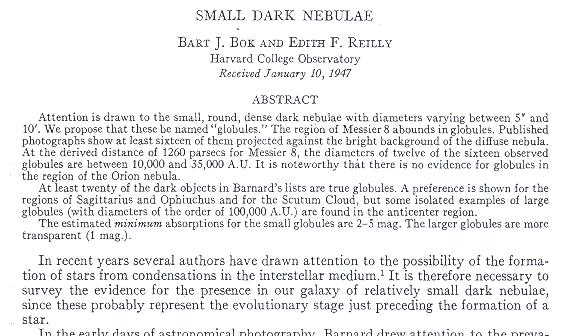 SMALL DARK NEBULAE
BART J. BOK AND EDITH F. REILLY
Harvard College Observatory
Received January 10, 1947
ABSTRACT
Attention is drawn to the small, round, dense dark nebulae with diameters varying between 5" and
10'. We propose that these be named "globules." The region of Messier 8 abounds in globules. Published
photographs show at least sixteen of them projected against the bright background of the diffuse nebula.
At the derived distance of 1260 parsecs for Messier 8, the diameters of twelve of the sixteen observed
globules are between 10,000 and 35,000 A.U. It is noteworthy that there is no evidence for globules in
the region of the Orion nebula.
At least twenty of the dark objects in Barnard's lists are true globules. A preference is shown for the
regions of Sagittarius and Ophiuchus and for the Scutum Cloud, but some isolated examples of large
globules (with diameters of the order of 100,000 A.U.) are found in the anticenter region.
The estimated minimum absorptions for the small globules are 2–5 mag. The larger globules are more
transparent (1 mag.).
In recent years several authors have drawn attention to the possibility of the forma-
tion of stars from condensations in the interstellar medium.¹ It is therefore necessary to
survey the evidence for the presence in our galaxy of relatively small dark nebulae,
since these probably represent the evolutionary stage just preceding the formation of a
star.
In the early days of astronomical photography, Barnard drew attention to the preva-